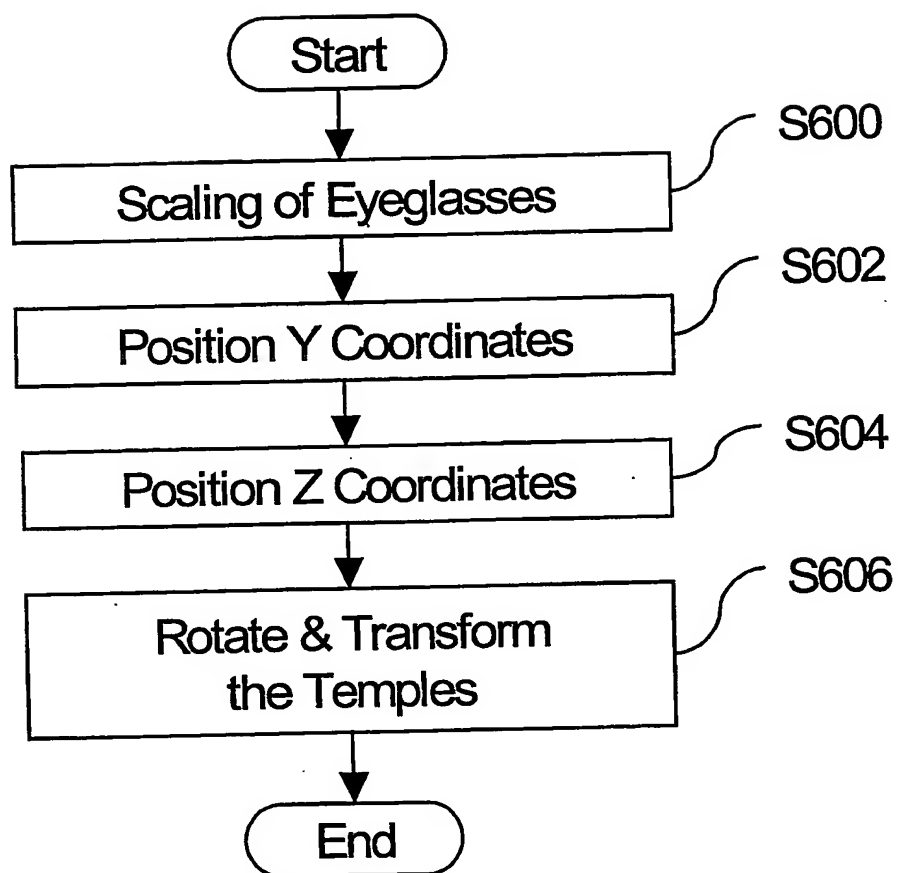 Start
S600
Scaling of Eyeglasses
S602
Position Y Coordinates
S604
Position Z Coordinates
S606
Rotate & Transform
the Temples
End